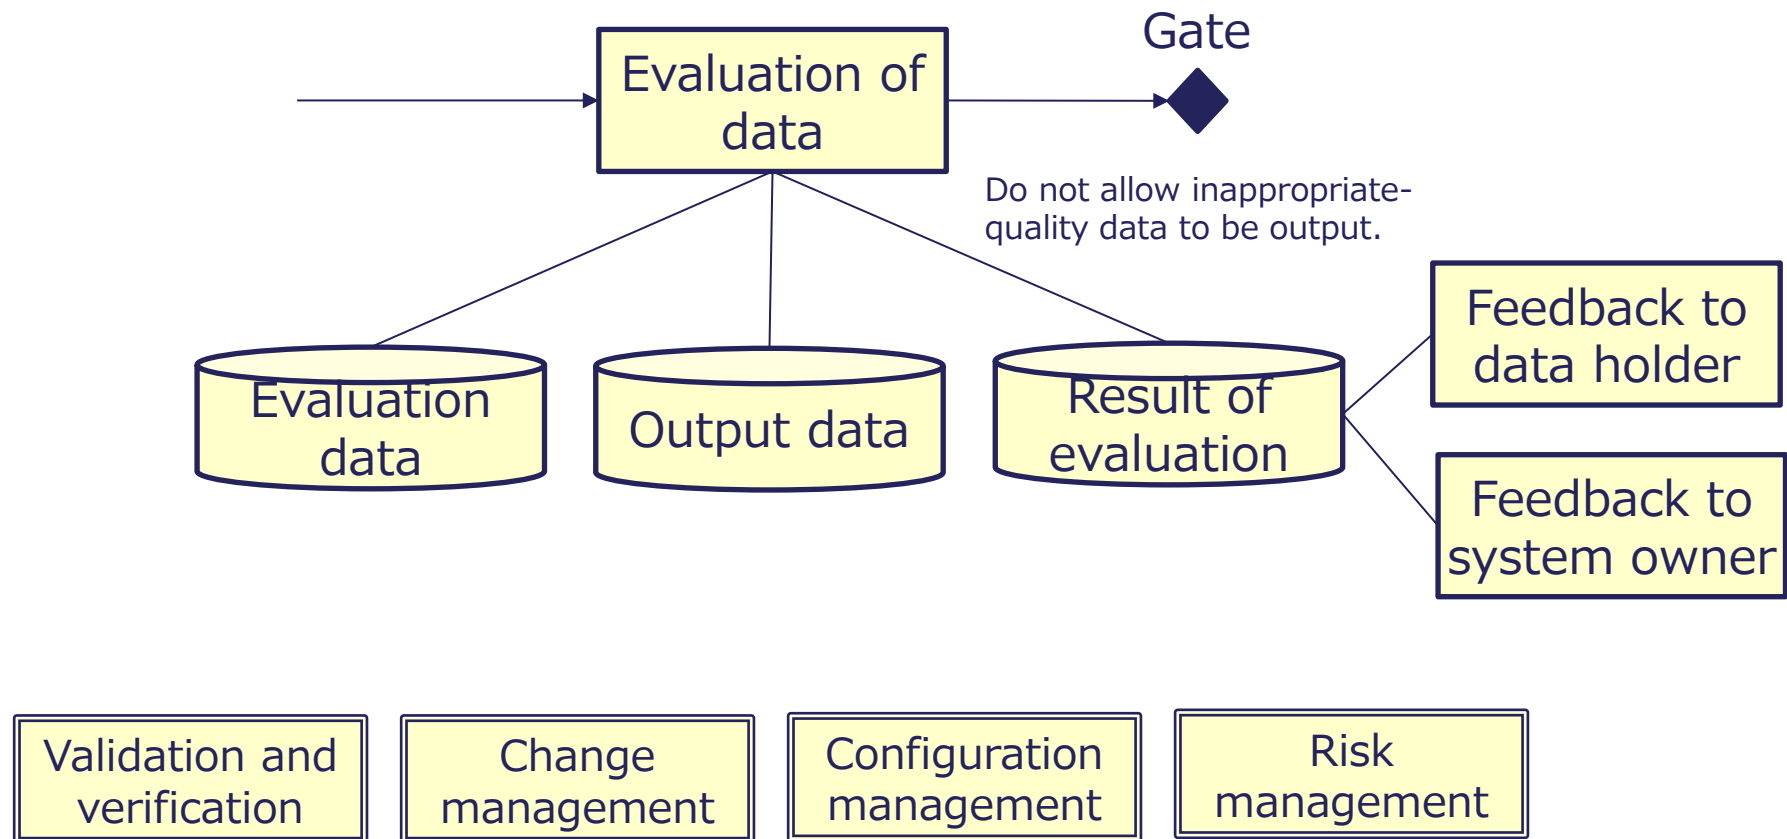 Gate
Evaluation of
data
Do not allow inappropriate-
quality data to be output.
Feedback to
data holder
Evaluation
data
Output data
Result of
evaluation
Feedback to
system owner
Validation and
verification
Change
management
Configuration
management
Risk
management